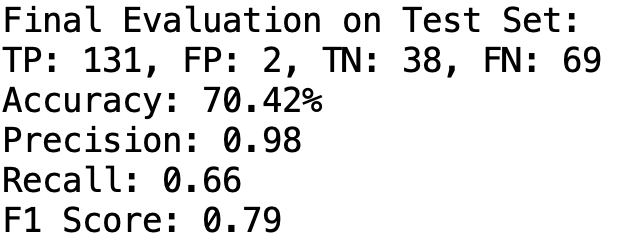 Final Evaluation on Test Set:
TP: 131, FP: 2, TN: 38, FN: 69
Accuracy: 70.42%
Precision: 0.98
Recall: 0.66
F1 Score: 0.79